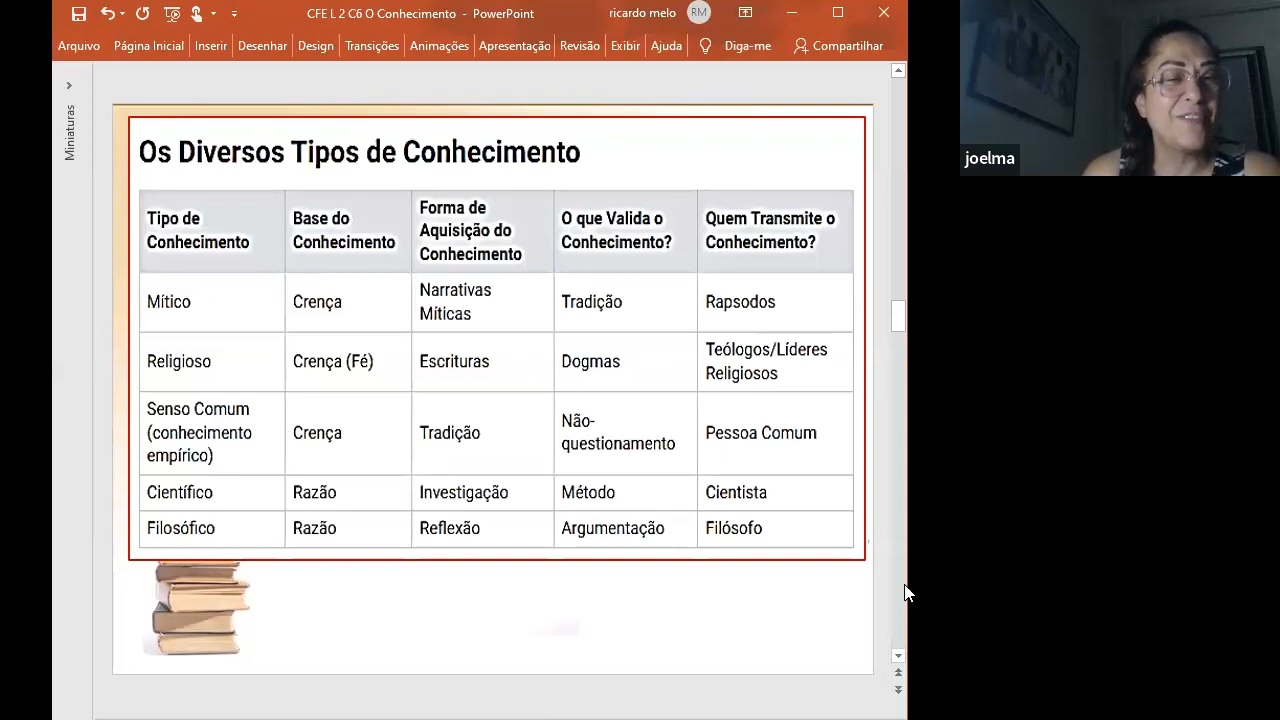 CFE L 2 C6 O Conhecimento - PowerPoint
ricardo melo
RM
Arquivo Página Inicial Inserir Desenhar Design Transições Animações Apresentação Revisão Exibir Ajuda Diga-me Compartilhar
Miniaturas
joelma
Os Diversos Tipos de Conhecimento
Tipo de
Conhecimento
Base do
Conhecimento
Forma de
Aquisição do
Conhecimento
O que Valida o
Conhecimento?
Quem Transmite o
Conhecimento?
Mítico
Crença
Narrativas
Míticas
Tradição
Rapsodos
Religioso
Crença (Fé)
Escrituras
Dogmas
Teólogos/Líderes
Religiosos
Senso Comum
(conhecimento
empírico)
Crença
Tradição
Não-
questionamento
Pessoa Comum
Científico
Razão
Investigação
Método
Cientista
Filosófico
Razão
Reflexão
Argumentação
Filósofo